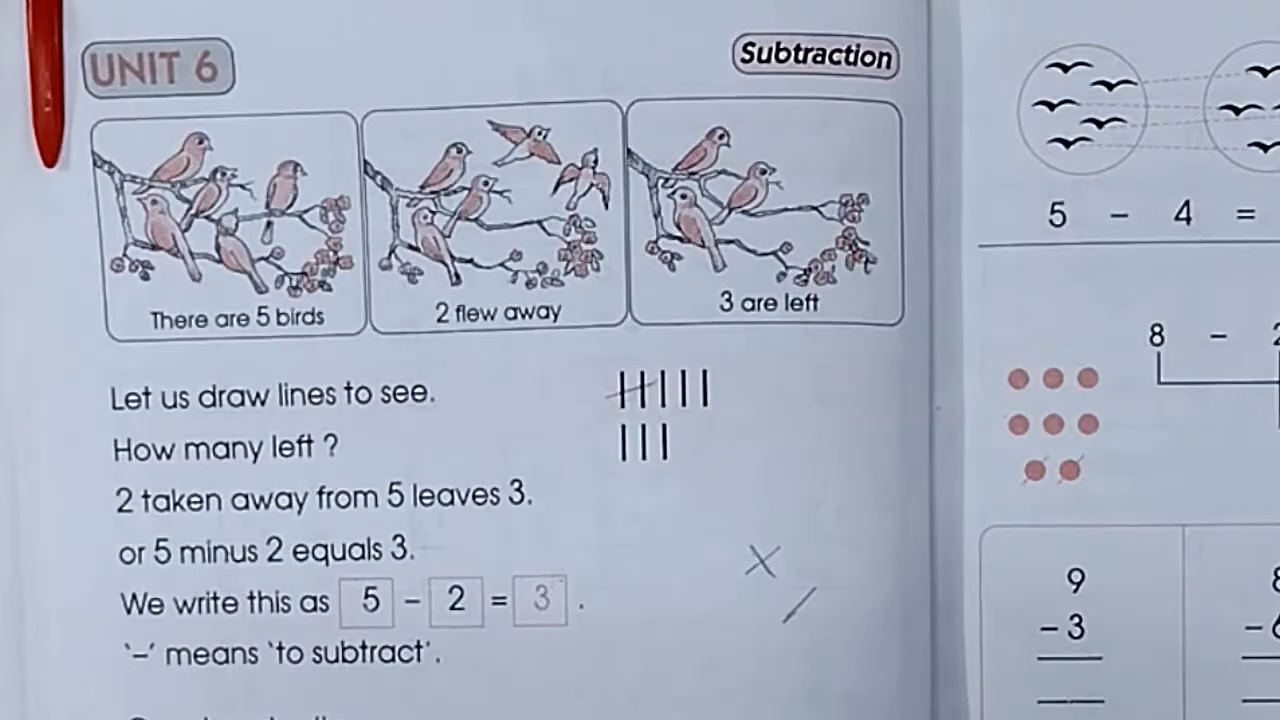 UNIT 6
Subtraction
There are 5 birds
2 flew away
3 are left
Let us draw lines to see.
How many left ?
2 taken away from 5 leaves 3.
or 5 minus 2 equals 3.
We write this as 5 - 2 = 3 .
‘–’ means ‘to subtract’.
5 - 4 =
8 -
9
- 3
-